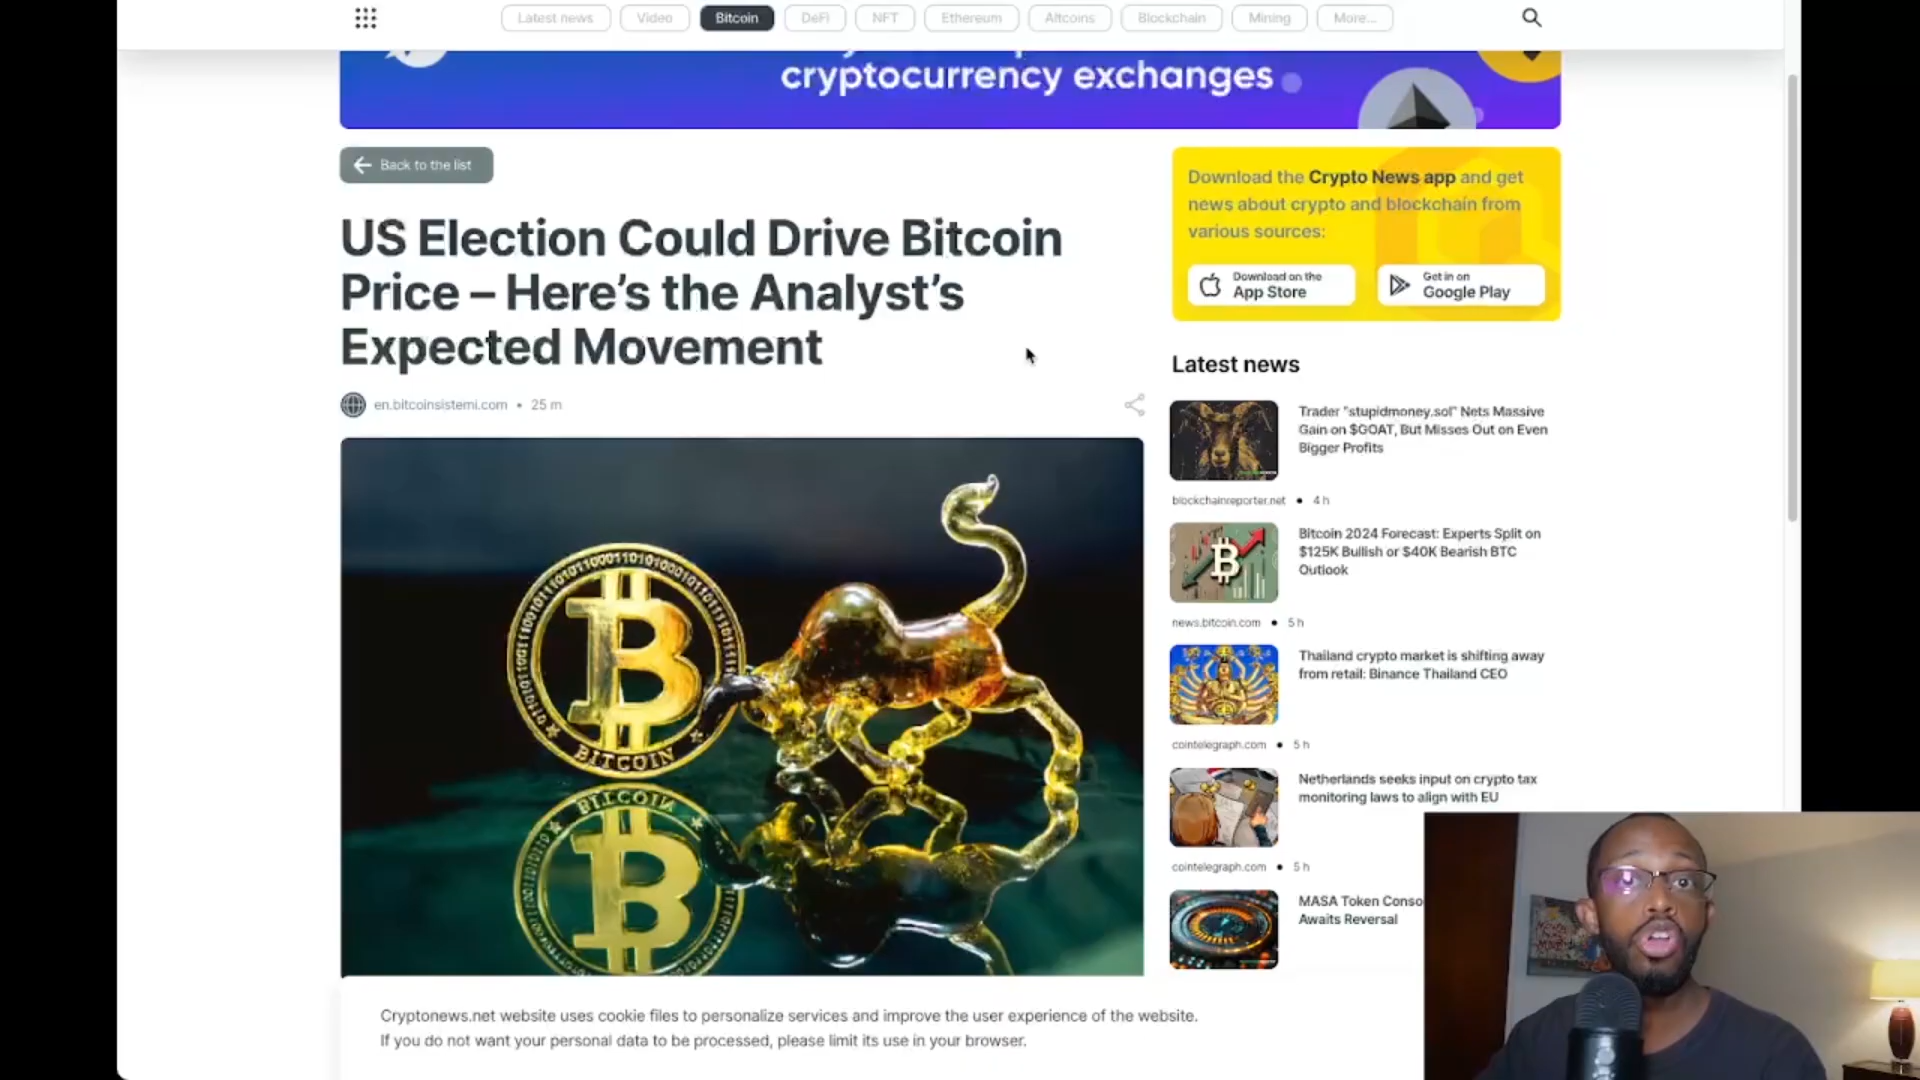 Latest news
Video
Bitcoin
DeFi
NFT
Ethereum
Altcoins
Blockchain
Mining
More...
cryptocurrency exchanges
Back to the list
US Election Could Drive Bitcoin
Price – Here’s the Analyst’s
Expected Movement
en.bitcoinsistemi.com • 25 m
BITCOIN
BITCOIN
Download the Crypto News app and get
news about crypto and blockchain from
various sources:
Download on the
App Store
Get in on
Google Play
Latest news
Trader "stupidmoney.sol" Nets Massive
Gain on $GOAT, But Misses Out on Even
Bigger Profits
blockchainreporter.net • 4 h
Bitcoin 2024 Forecast: Experts Split on
$125K Bullish or $40K Bearish BTC
Outlook
news.bitcoin.com • 5 h
Thailand crypto market is shifting away
from retail: Binance Thailand CEO
cointelegraph.com • 5 h
Netherlands seeks input on crypto tax
monitoring laws to align with EU
cointelegraph.com • 5 h
MASA Token Conso
Awaits Reversal
Cryptonews.net website uses cookie files to personalize services and improve the user experience of the website.
If you do not want your personal data to be processed, please limit its use in your browser.